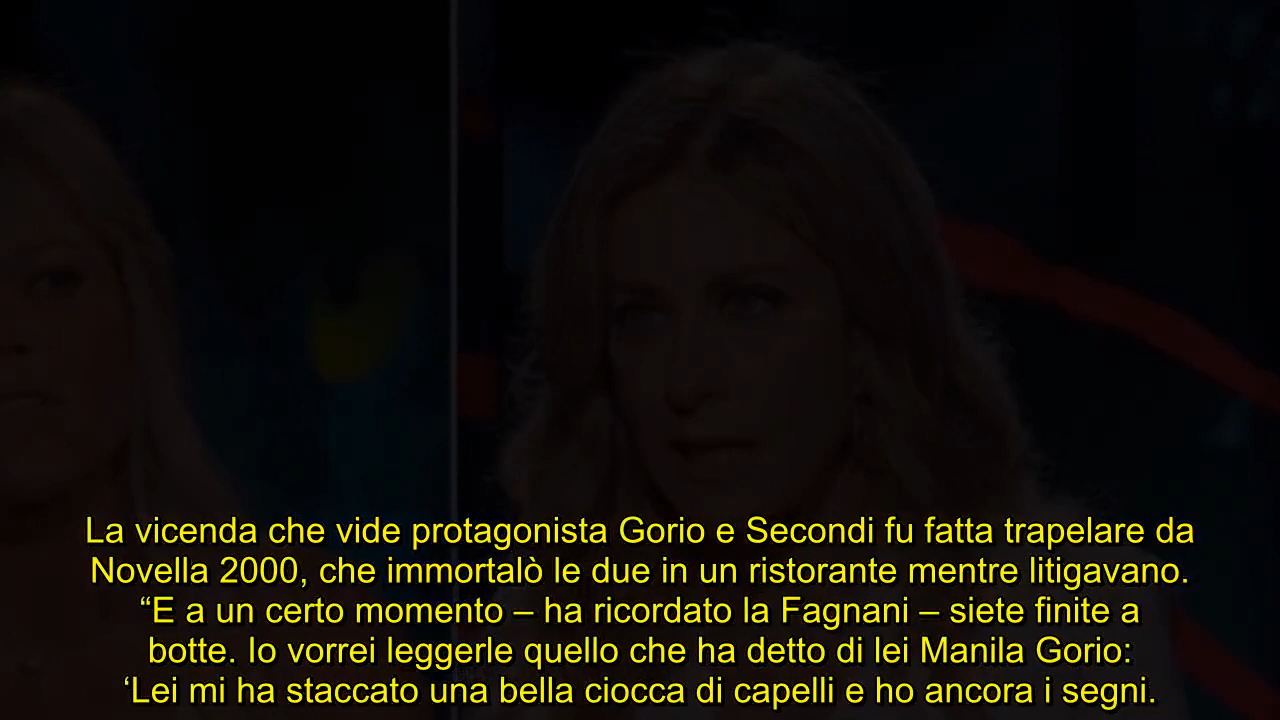 La vicenda che vide protagonista Gorio e Secondi fu fatta trapelare da
Novella 2000, che immortalò le due in un ristorante mentre litigavano.
“E a un certo momento – ha ricordato la Fagnani – siete finite a
botte. Io vorrei leggerle quello che ha detto di lei Manila Gorio:
‘Lei mi ha staccato una bella ciocca di capelli e ho ancora i segni.